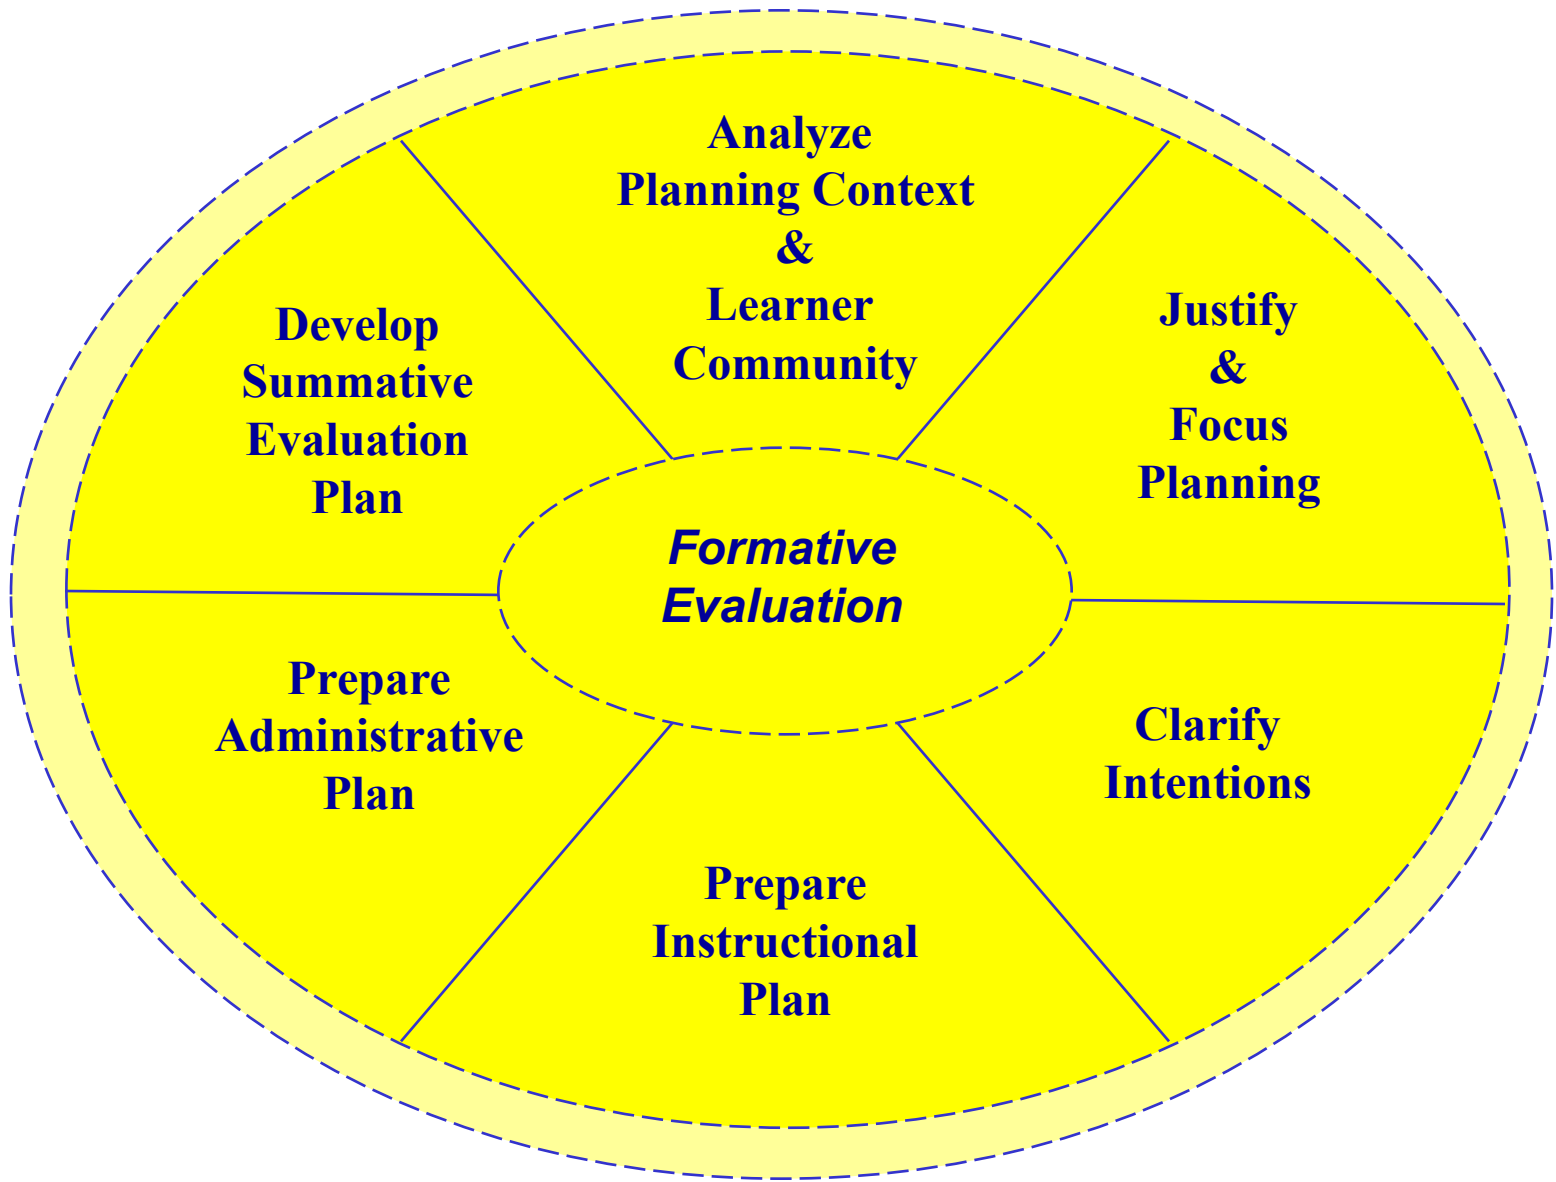 Analyze
Planning Context
&
Learner
Community
Justify
&
Focus
Planning
Clarify
Intentions
Prepare
Instructional
Plan
Prepare
Administrative
Plan
Develop
Summative
Evaluation
Plan
Formative
Evaluation